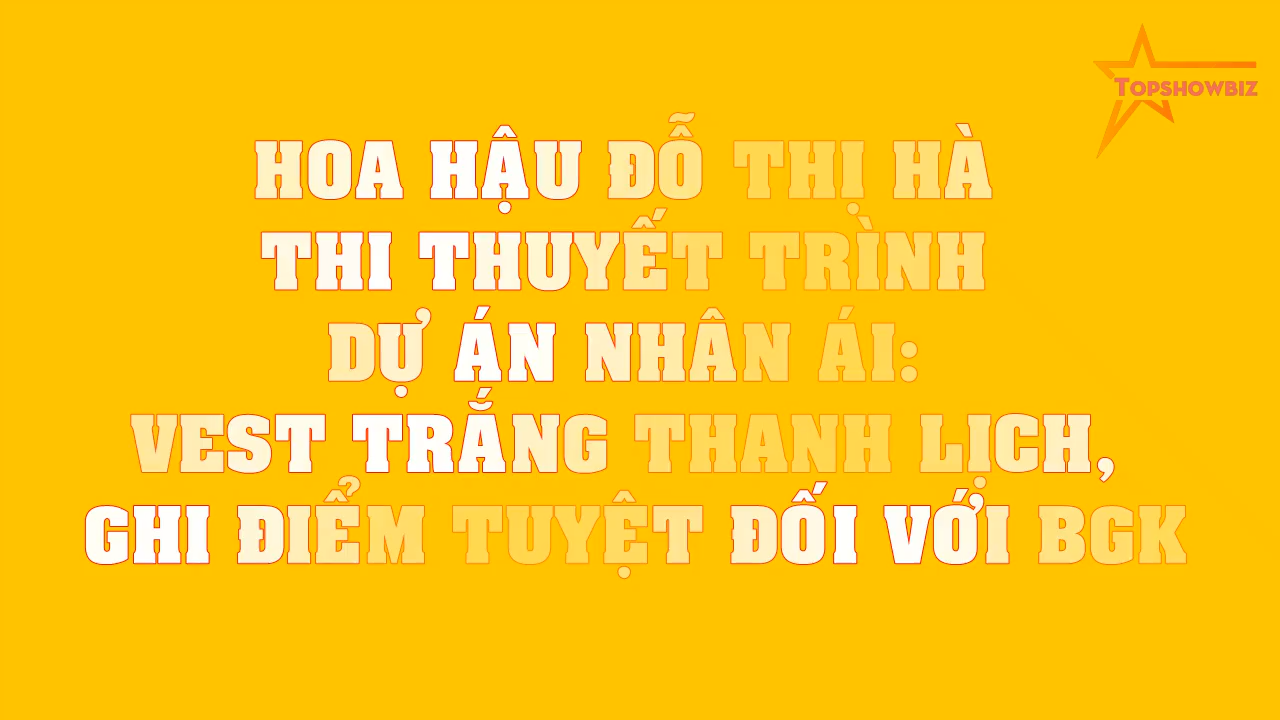 TOPSHOWBIZ
HOA HẬU ĐỖ THỊ HÀ
THI THUYẾT TRÌNH
DỰ ÁN NHÂN ÁI:
VEST TRẮNG THANH LỊCH,
GHI ĐIỂM TUYỆT ĐỐI VỚI BGK